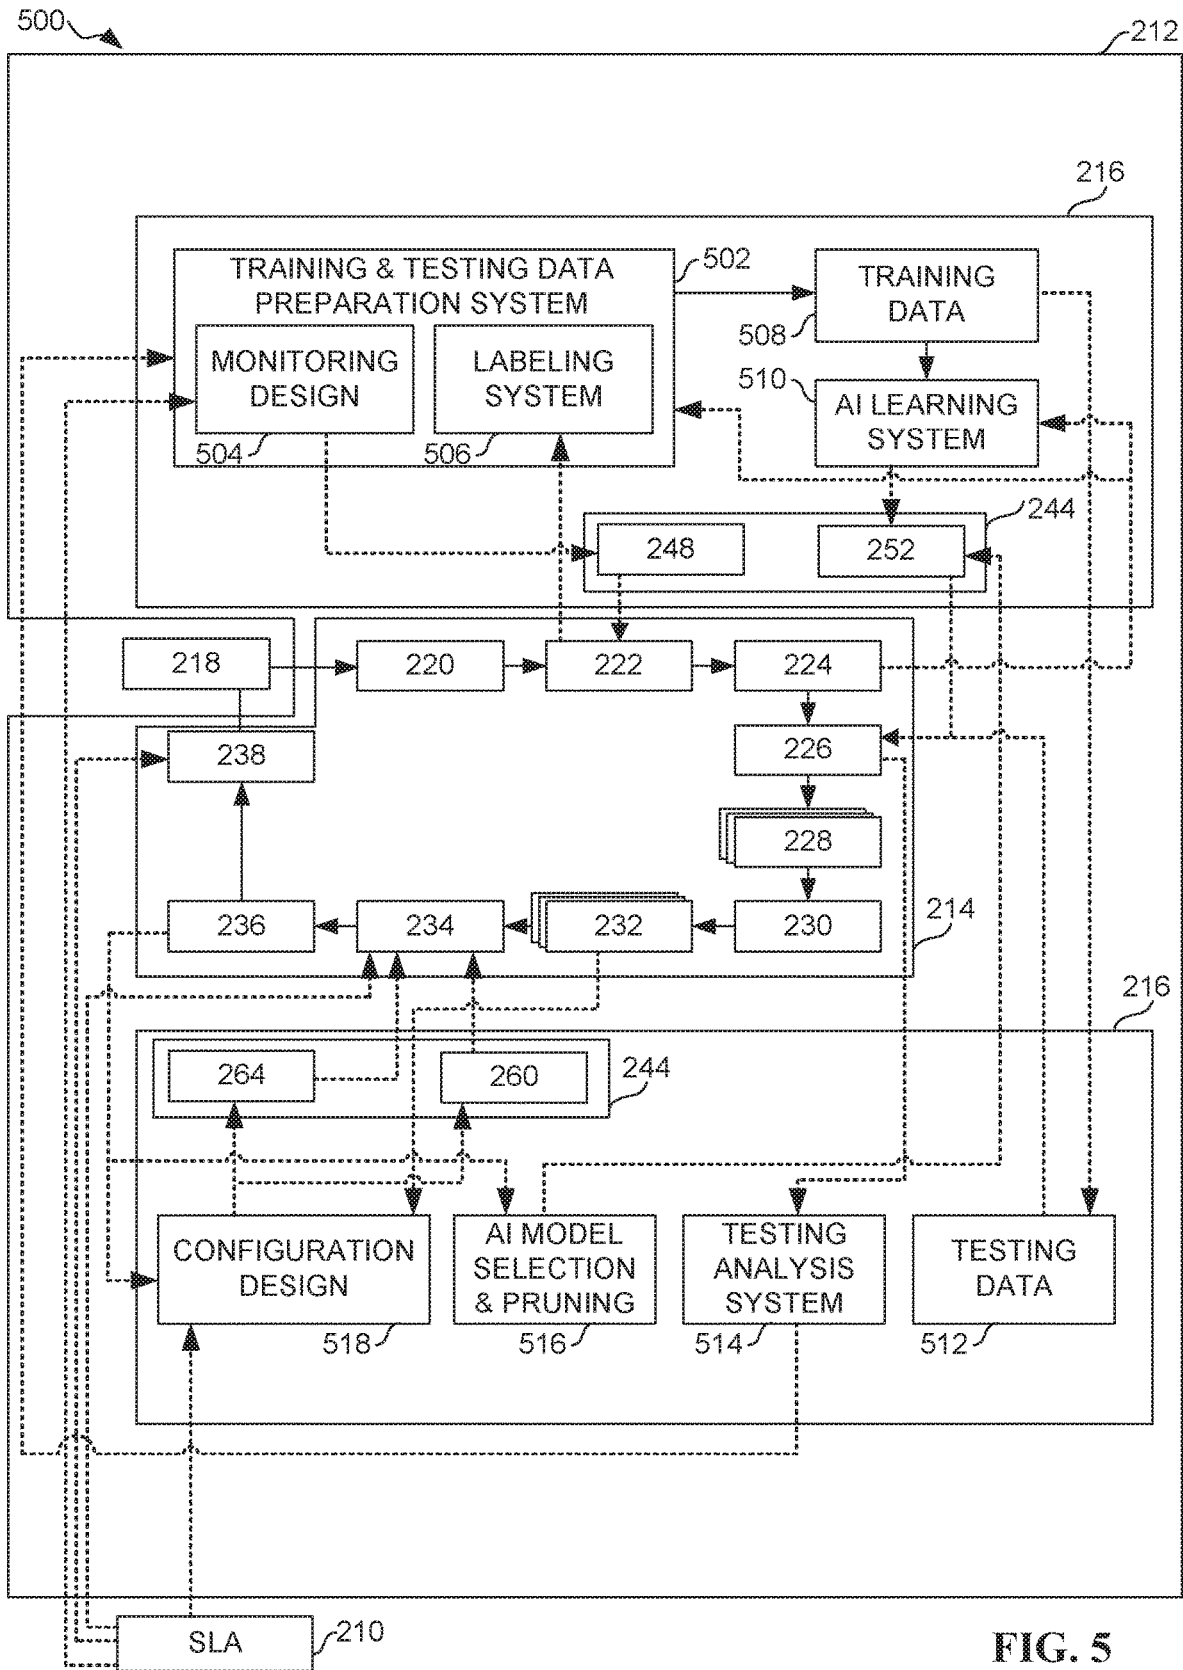 500
212
216
TRAINING & TESTING DATA
PREPARATION SYSTEM
502
MONITORING
DESIGN
504
LABELING
SYSTEM
506
TRAINING
DATA
508
510
AI LEARNING
SYSTEM
244
248
252
218
220
222
224
238
226
228
236
234
232
230
214
216
264
260
244
CONFIGURATION
DESIGN
518
AI MODEL
SELECTION
& PRUNING
516
TESTING
ANALYSIS
SYSTEM
514
TESTING
DATA
512
SLA
210
FIG. 5